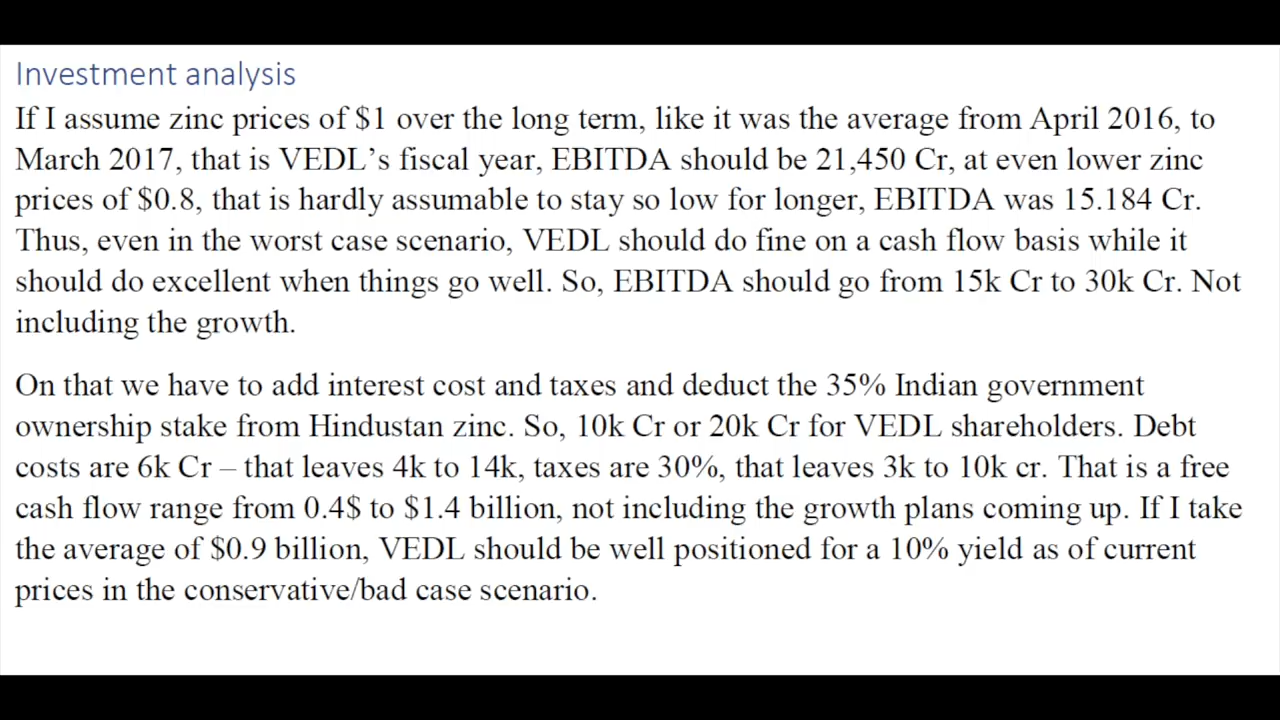 Investment analysis
If I assume zinc prices of $1 over the long term, like it was the average from April 2016, to
March 2017, that is VEDL’s fiscal year, EBITDA should be 21,450 Cr, at even lower zinc
prices of $0.8, that is hardly assumable to stay so low for longer, EBITDA was 15.184 Cr.
Thus, even in the worst case scenario, VEDL should do fine on a cash flow basis while it
should do excellent when things go well. So, EBITDA should go from 15k Cr to 30k Cr. Not
including the growth.
On that we have to add interest cost and taxes and deduct the 35% Indian government
ownership stake from Hindustan zinc. So, 10k Cr or 20k Cr for VEDL shareholders. Debt
costs are 6k Cr – that leaves 4k to 14k, taxes are 30%, that leaves 3k to 10k cr. That is a free
cash flow range from 0.4$ to $1.4 billion, not including the growth plans coming up. If I take
the average of $0.9 billion, VEDL should be well positioned for a 10% yield as of current
prices in the conservative/bad case scenario.